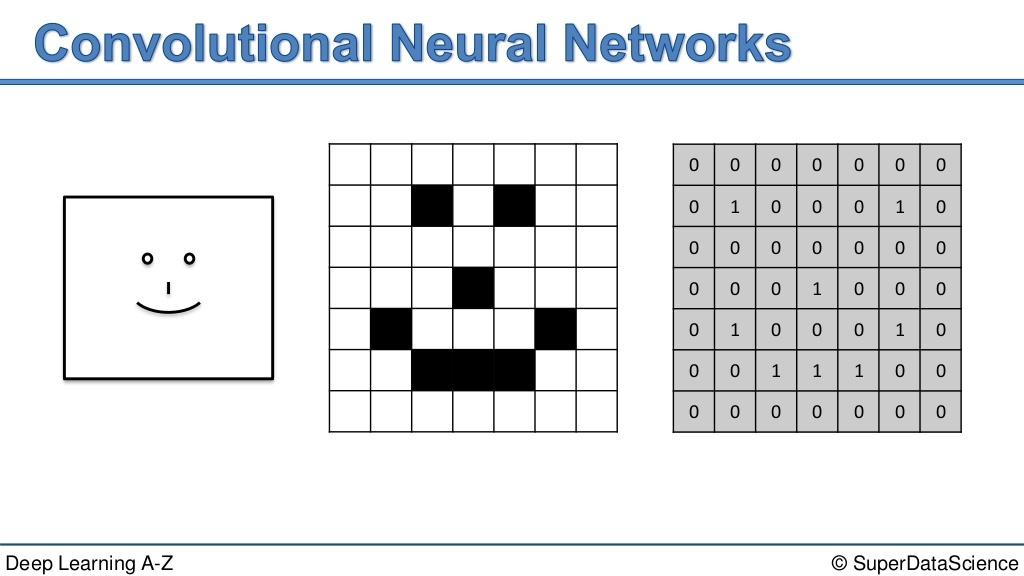 Convolutional Neural Networks
0 0 0 0 0 0 0
0 1 0 0 0 1 0
0 0 0 0 0 0 0
0 0 0 1 0 0 0
0 1 0 0 0 1 0
0 0 1 1 1 0 0
0 0 0 0 0 0 0
Deep Learning A-Z
© SuperDataScience